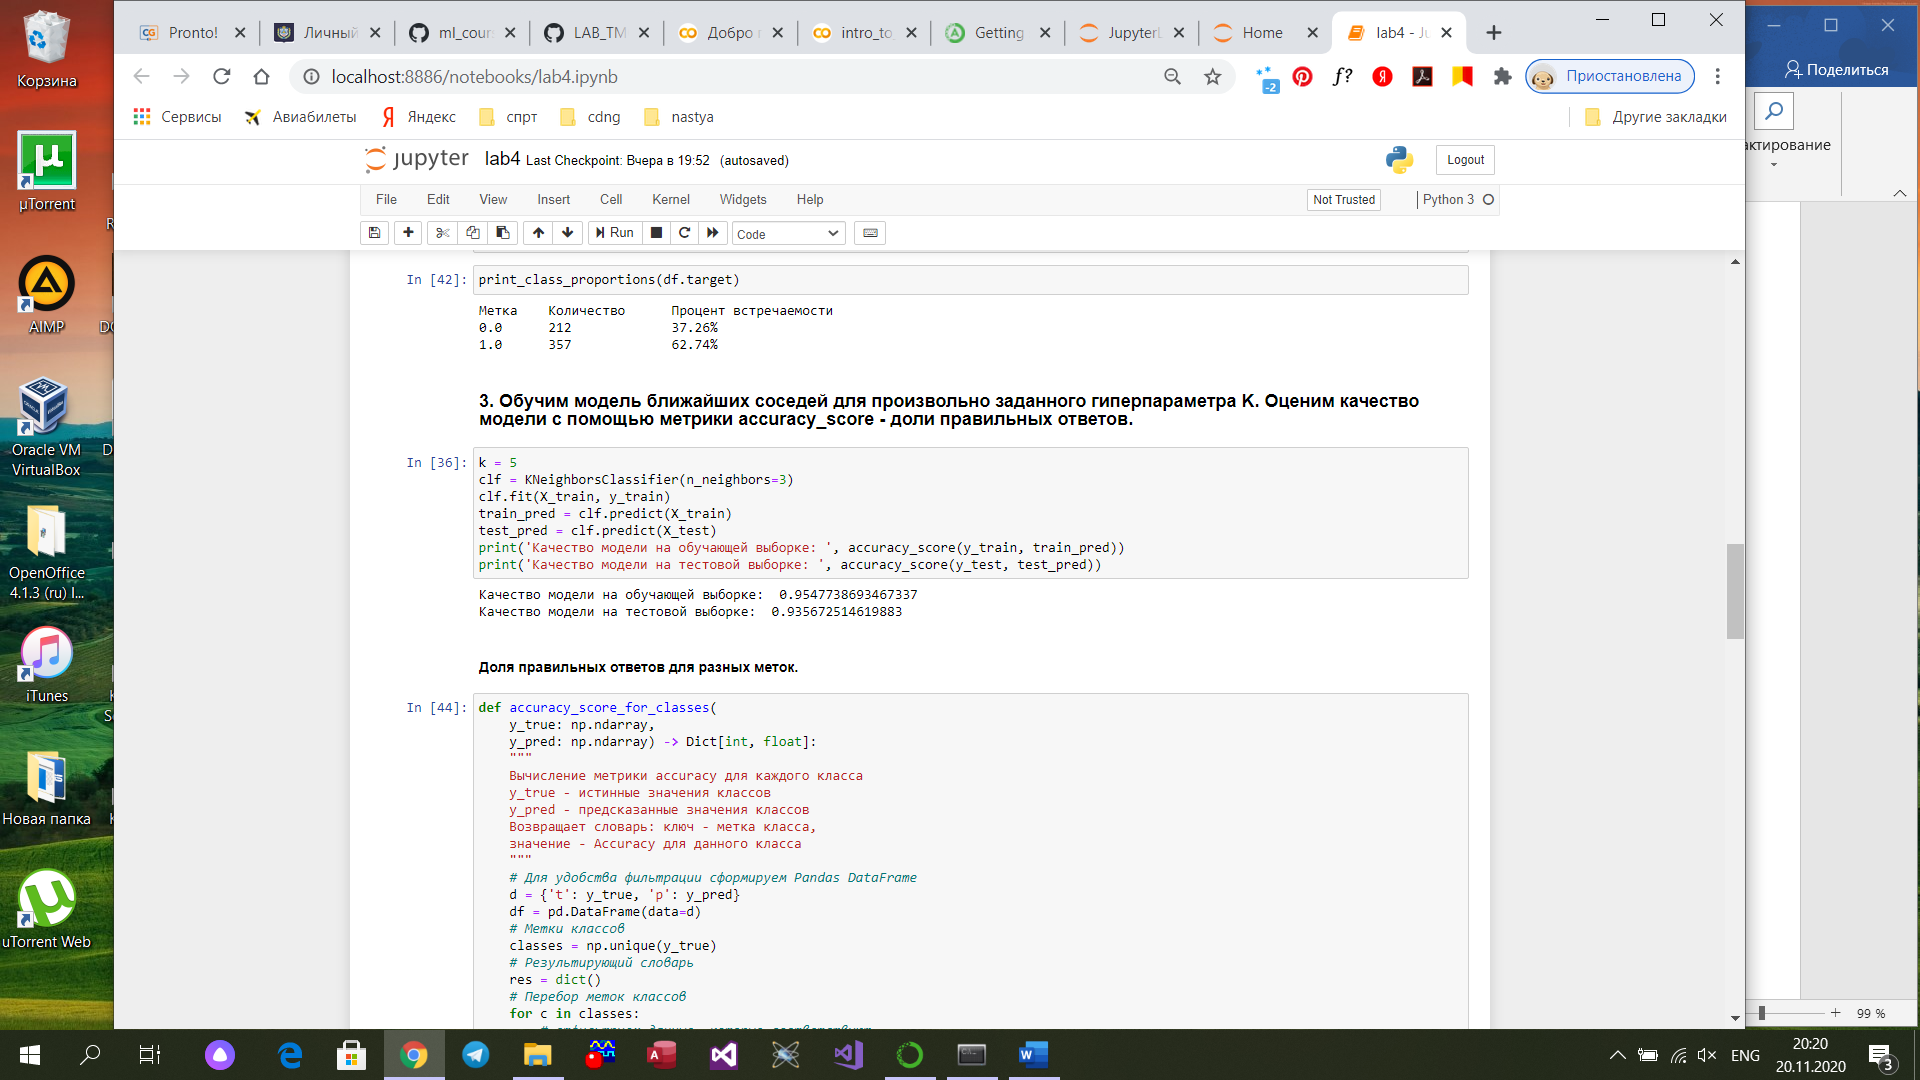 Корзина
µTorrent
AIMP
Oracle VM
VirtualBox
OpenOffice
4.1.3 (ru) I...
iTunes
Новая папка
uTorrent Web
Pronto!
Личный
ml_cour
LAB_TM
Добро
intro_to
Getting
JupyterL
Home
lab4 - Ju
localhost:8886/notebooks/lab4.ipynb
-2
f?
Приостановлена
Сервисы
Авиабилеты
Яндекс
спрт
cdng
nastya
Другие закладки
Поделиться
актирование
jupyter lab4 Last Checkpoint: Вчера в 19:52 (autosaved)
Logout
File Edit View Insert Cell Kernel Widgets Help
Not Trusted
Python 3
Run
Code
In [42]: print_class_proportions(df.target)
Метка Количество Процент встречаемости
0.0 212 37.26%
1.0 357 62.74%
3. Обучим модель ближайших соседей для произвольно заданного гиперпараметра K. Оценим качество
модели с помощью метрики accuracy_score - доли правильных ответов.
In [36]: k = 5
clf = KNeighborsClassifier(n_neighbors=3)
clf.fit(X_train, y_train)
train_pred = clf.predict(X_train)
test_pred = clf.predict(X_test)
print('Качество модели на обучающей выборке: ', accuracy_score(y_train, train_pred))
print('Качество модели на тестовой выборке: ', accuracy_score(y_test, test_pred))
Качество модели на обучающей выборке:  0.9547738693467337
Качество модели на тестовой выборке:  0.935672514619883
Доля правильных ответов для разных меток.
In [44]: def accuracy_score_for_classes(
y_true: np.ndarray,
y_pred: np.ndarray) -> Dict[int, float]:
"""
Вычисление метрики accuracy для каждого класса
y_true - истинные значения классов
y_pred - предсказанные значения классов
Возвращает словарь: ключ - метка класса,
значение - Accuracy для данного класса
"""
# Для удобства фильтрации сформируем Pandas DataFrame
d = {'t': y_true, 'p': y_pred}
df = pd.DataFrame(data=d)
# Метки классов
classes = np.unique(y_true)
# Результирующий словарь
res = dict()
# Перебор меток классов
for c in classes:
99 %
ENG
20:20
20.11.2020
3